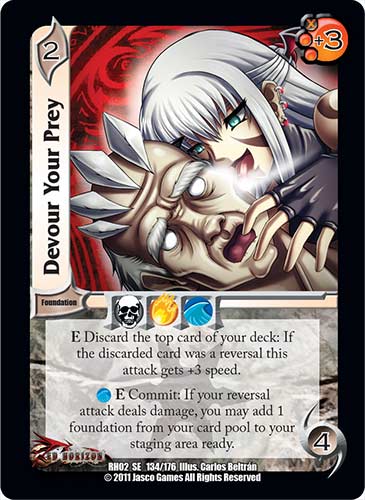 2
+3
Devour Your Prey
Foundation
E Discard the top card of your deck: If
the discarded card was a reversal this
attack gets +3 speed.
E Commit: If your reversal
attack deals damage, you may add 1
foundation from your card pool to your
staging area ready.
4
RED HORIZON
RH02 SE 134/176 Illus. Carlos Beltrán
© 2011 Jasco Games All Rights Reserved